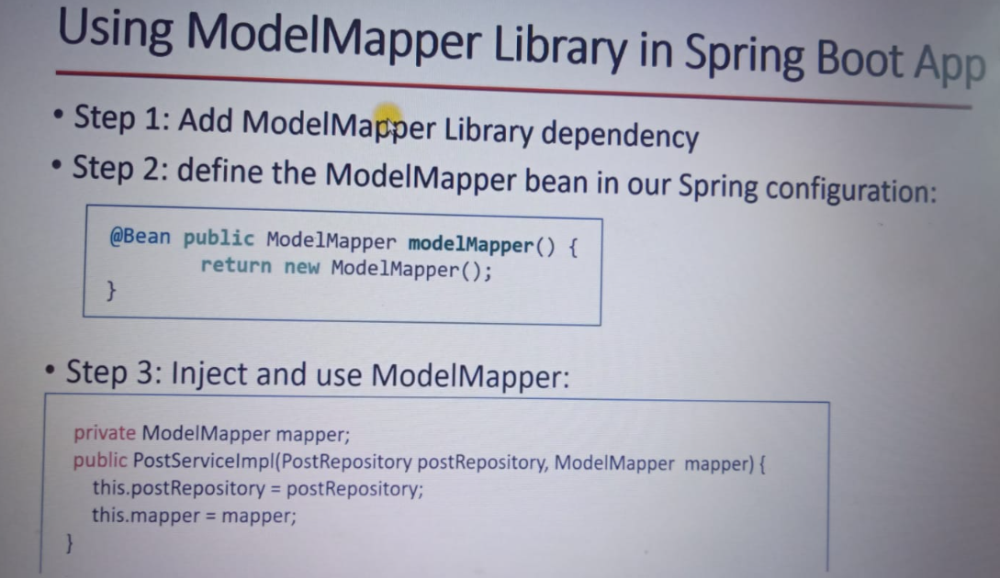 Using ModelMapper Library in Spring Boot App
• Step 1: Add ModelMapper Library dependency
• Step 2: define the ModelMapper bean in our Spring configuration:
@Bean public ModelMapper modelMapper() {
return new ModelMapper();
}
• Step 3: Inject and use ModelMapper:
private ModelMapper mapper;
public PostServiceImpl(PostRepository postRepository, ModelMapper mapper) {
this.postRepository = postRepository;
this.mapper = mapper;
}